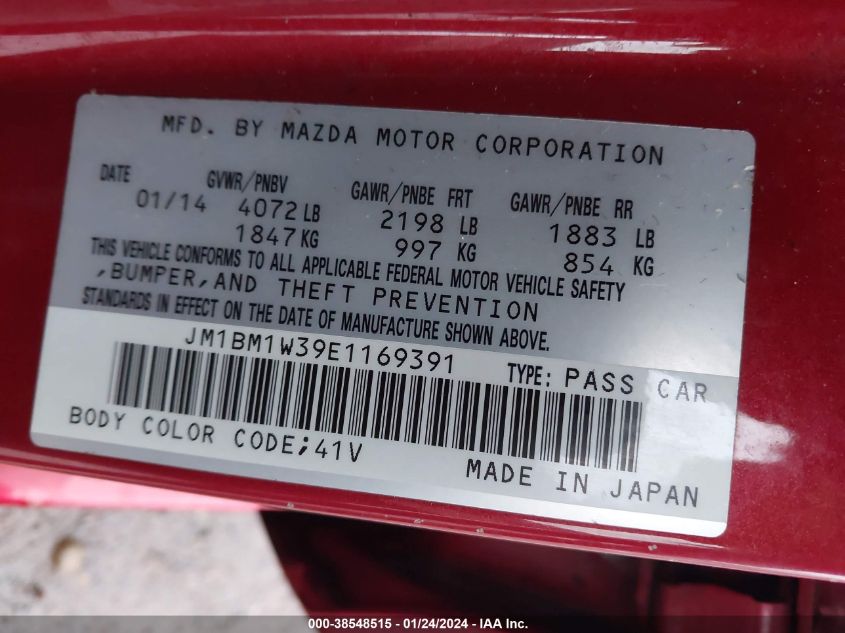 MFD. BY MAZDA MOTOR CORPORATION
DATE GVWR/PNBV GAWR/PNBE FRT GAWR/PNBE RR
01/14 4072 LB 2198 LB 1883 LB
1847 KG 997 KG 854 KG
THIS VEHICLE CONFORMS TO ALL APPLICABLE FEDERAL MOTOR VEHICLE SAFETY
,BUMPER,AND THEFT PREVENTION
STANDARDS IN EFFECT ON THE DATE OF MANUFACTURE SHOWN ABOVE.
JM1BM1W39E1169391 TYPE: PASS CAR
BODY COLOR CODE;41V
MADE IN JAPAN
000-38548515 - 01/24/2024 - IAA Inc.